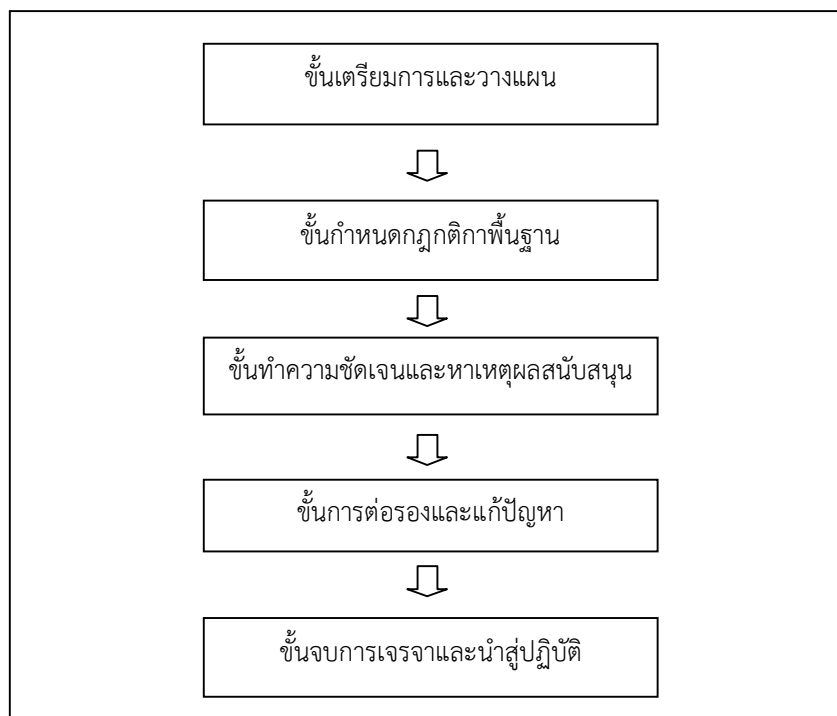 ขั้นเตรียมการและวางแผน
ขั้นกำหนดกฎกติกาพื้นฐาน
ขั้นทำความชัดเจนและหาเหตุผลสนับสนุน
ขั้นการต่อรองและแก้ปัญหา
ขั้นจบการเจรจาและนำสู่ปฏิบัติ